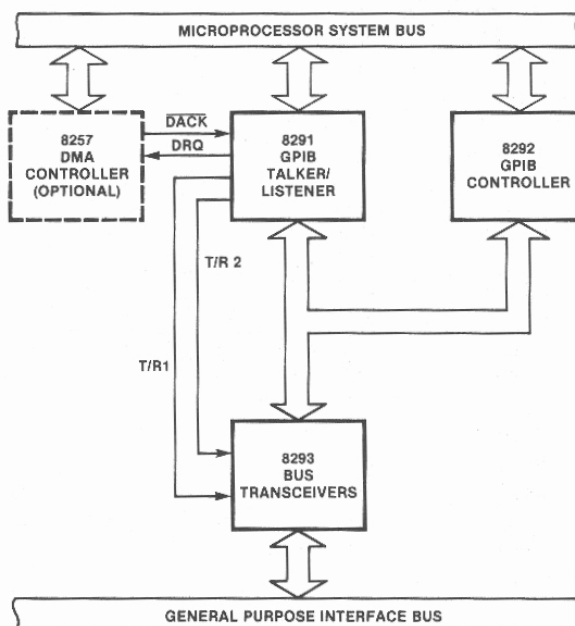 MICROPROCESSOR SYSTEM BUS
8257
DMA
CONTROLLER
(OPTIONAL)
DACK
DRQ
8291
GPIB
TALKER/
LISTENER
8292
GPIB
CONTROLLER
T/R 2
T/R1
8293
BUS
TRANSCEIVERS
GENERAL PURPOSE INTERFACE BUS